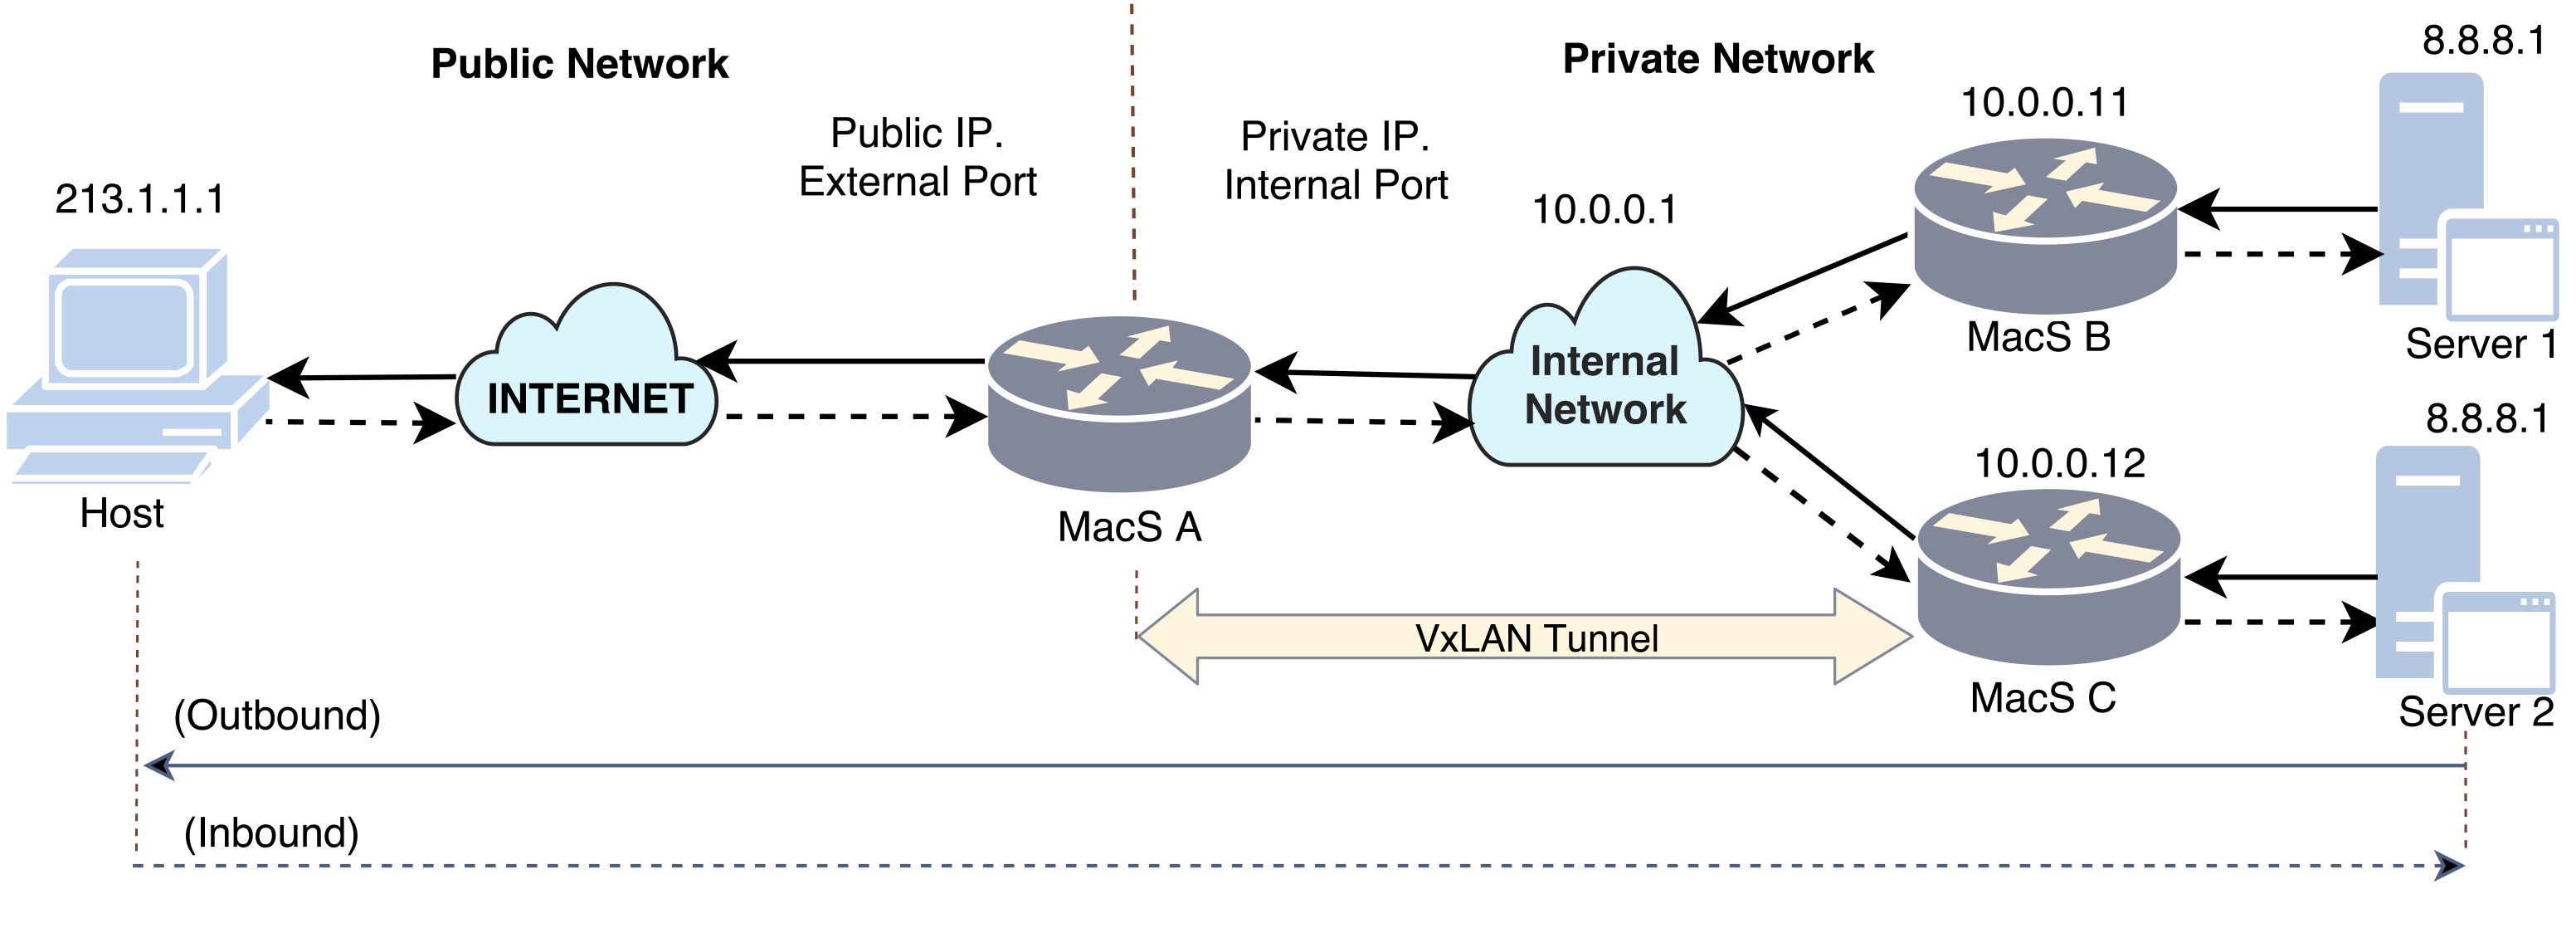 Public Network
Private Network
8.8.8.1
10.0.0.11
Public IP.
External Port
Private IP.
Internal Port
213.1.1.1
10.0.0.1
MacS B
Server 1
INTERNET
Internal
Network
8.8.8.1
10.0.0.12
Host
MacS A
VxLAN Tunnel
MacS C
Server 2
(Outbound)
(Inbound)